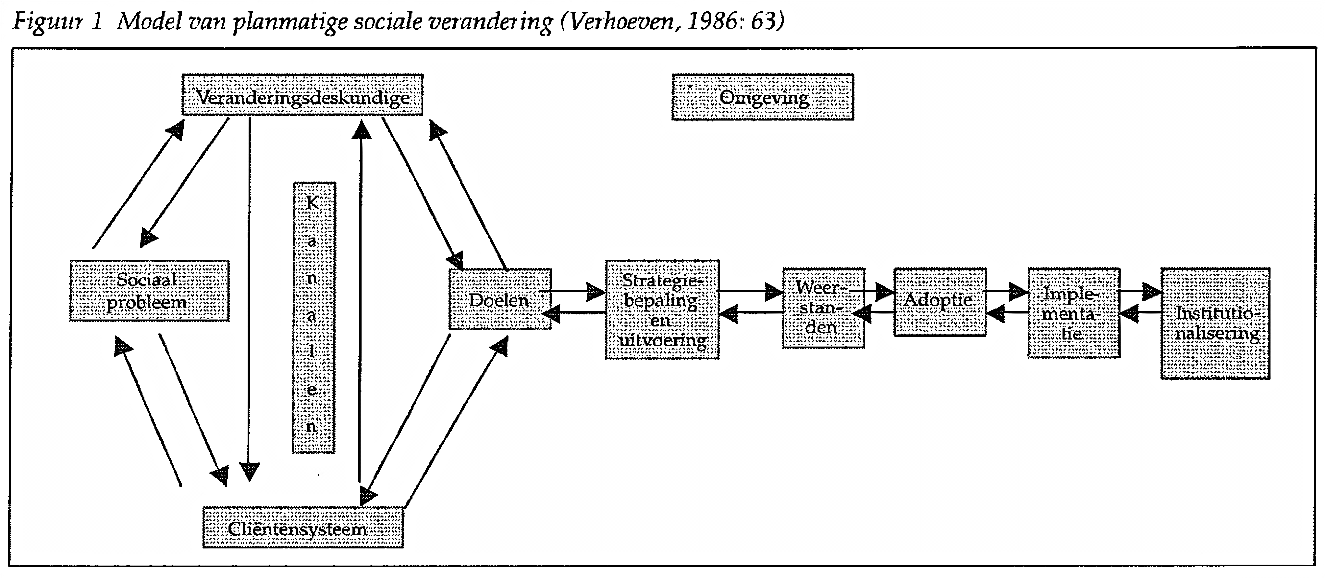 Figuur 1 Model van planmatige sociale verandering (Verhoeven, 1986: 63)
Veranderingsdeskundige
Omgeving
K
a
n
a
l
e
n
Sociaal
probleem
Doelen
Strategie-
bepaling
en
uitvoering
Weer-
stan-
den
Adoptie
Imple-
menta-
tie
Institutio-
nalisering
Cliëntensysteem